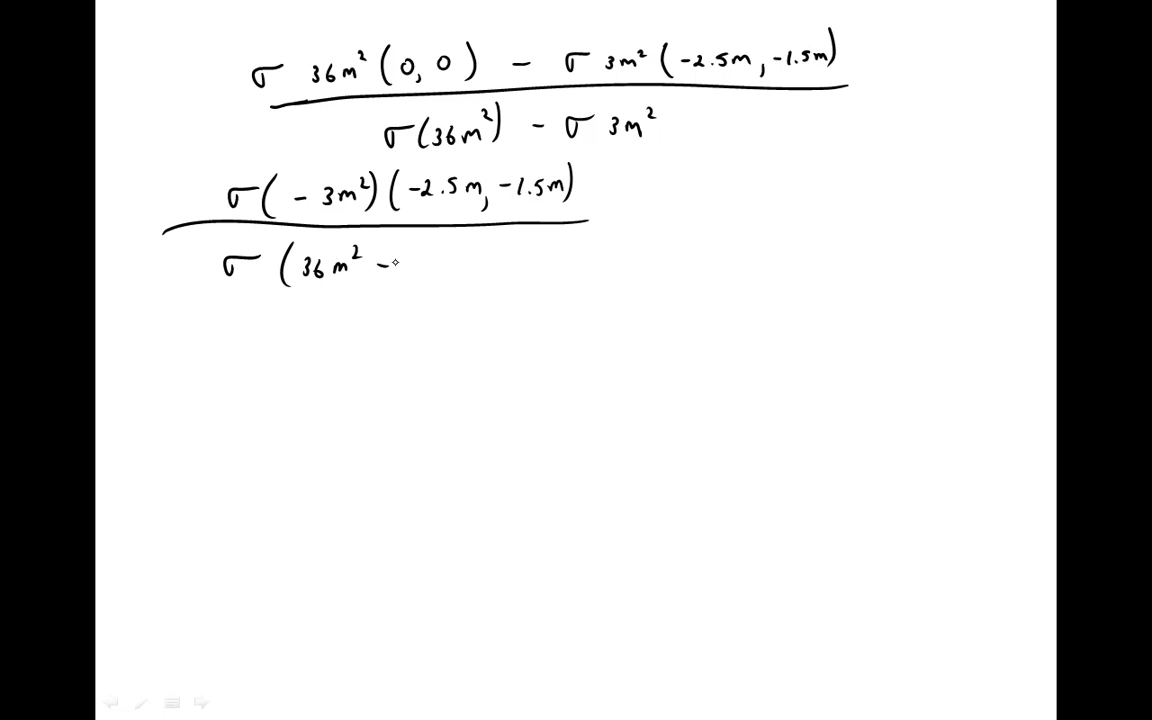 σ 36m² (0, 0) - σ 3m² (-2.5m, -1.5m)
σ(36m²) - σ 3m²
σ(-3m²)(-2.5m, -1.5m)
σ (36m² -